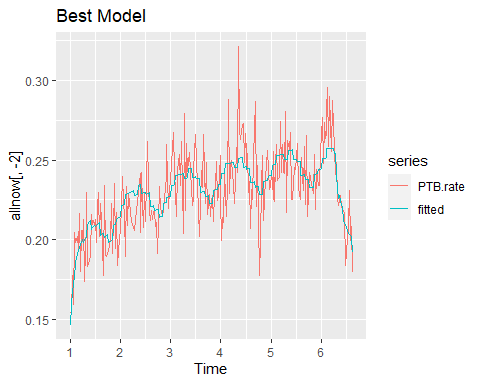 Best Model
allnow[, -2]
0.30
0.25
0.20
0.15
1 2 3 4 5 6
Time
series
PTB.rate
fitted